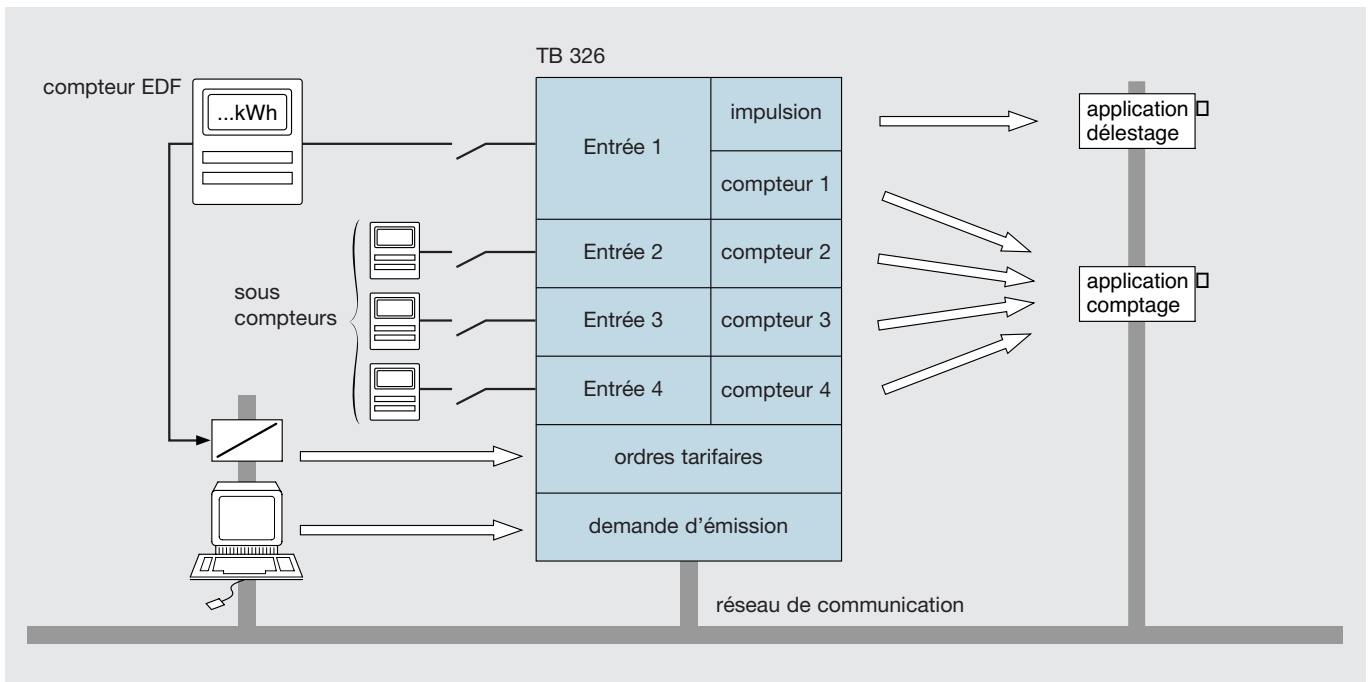 TB 326
compteur EDF
...kWh
Entrée 1
impulsion
compteur 1
application
délestage
Entrée 2
compteur 2
sous
compteurs
Entrée 3
compteur 3
application
comptage
Entrée 4
compteur 4
ordres tarifaires
demande d’émission
réseau de communication